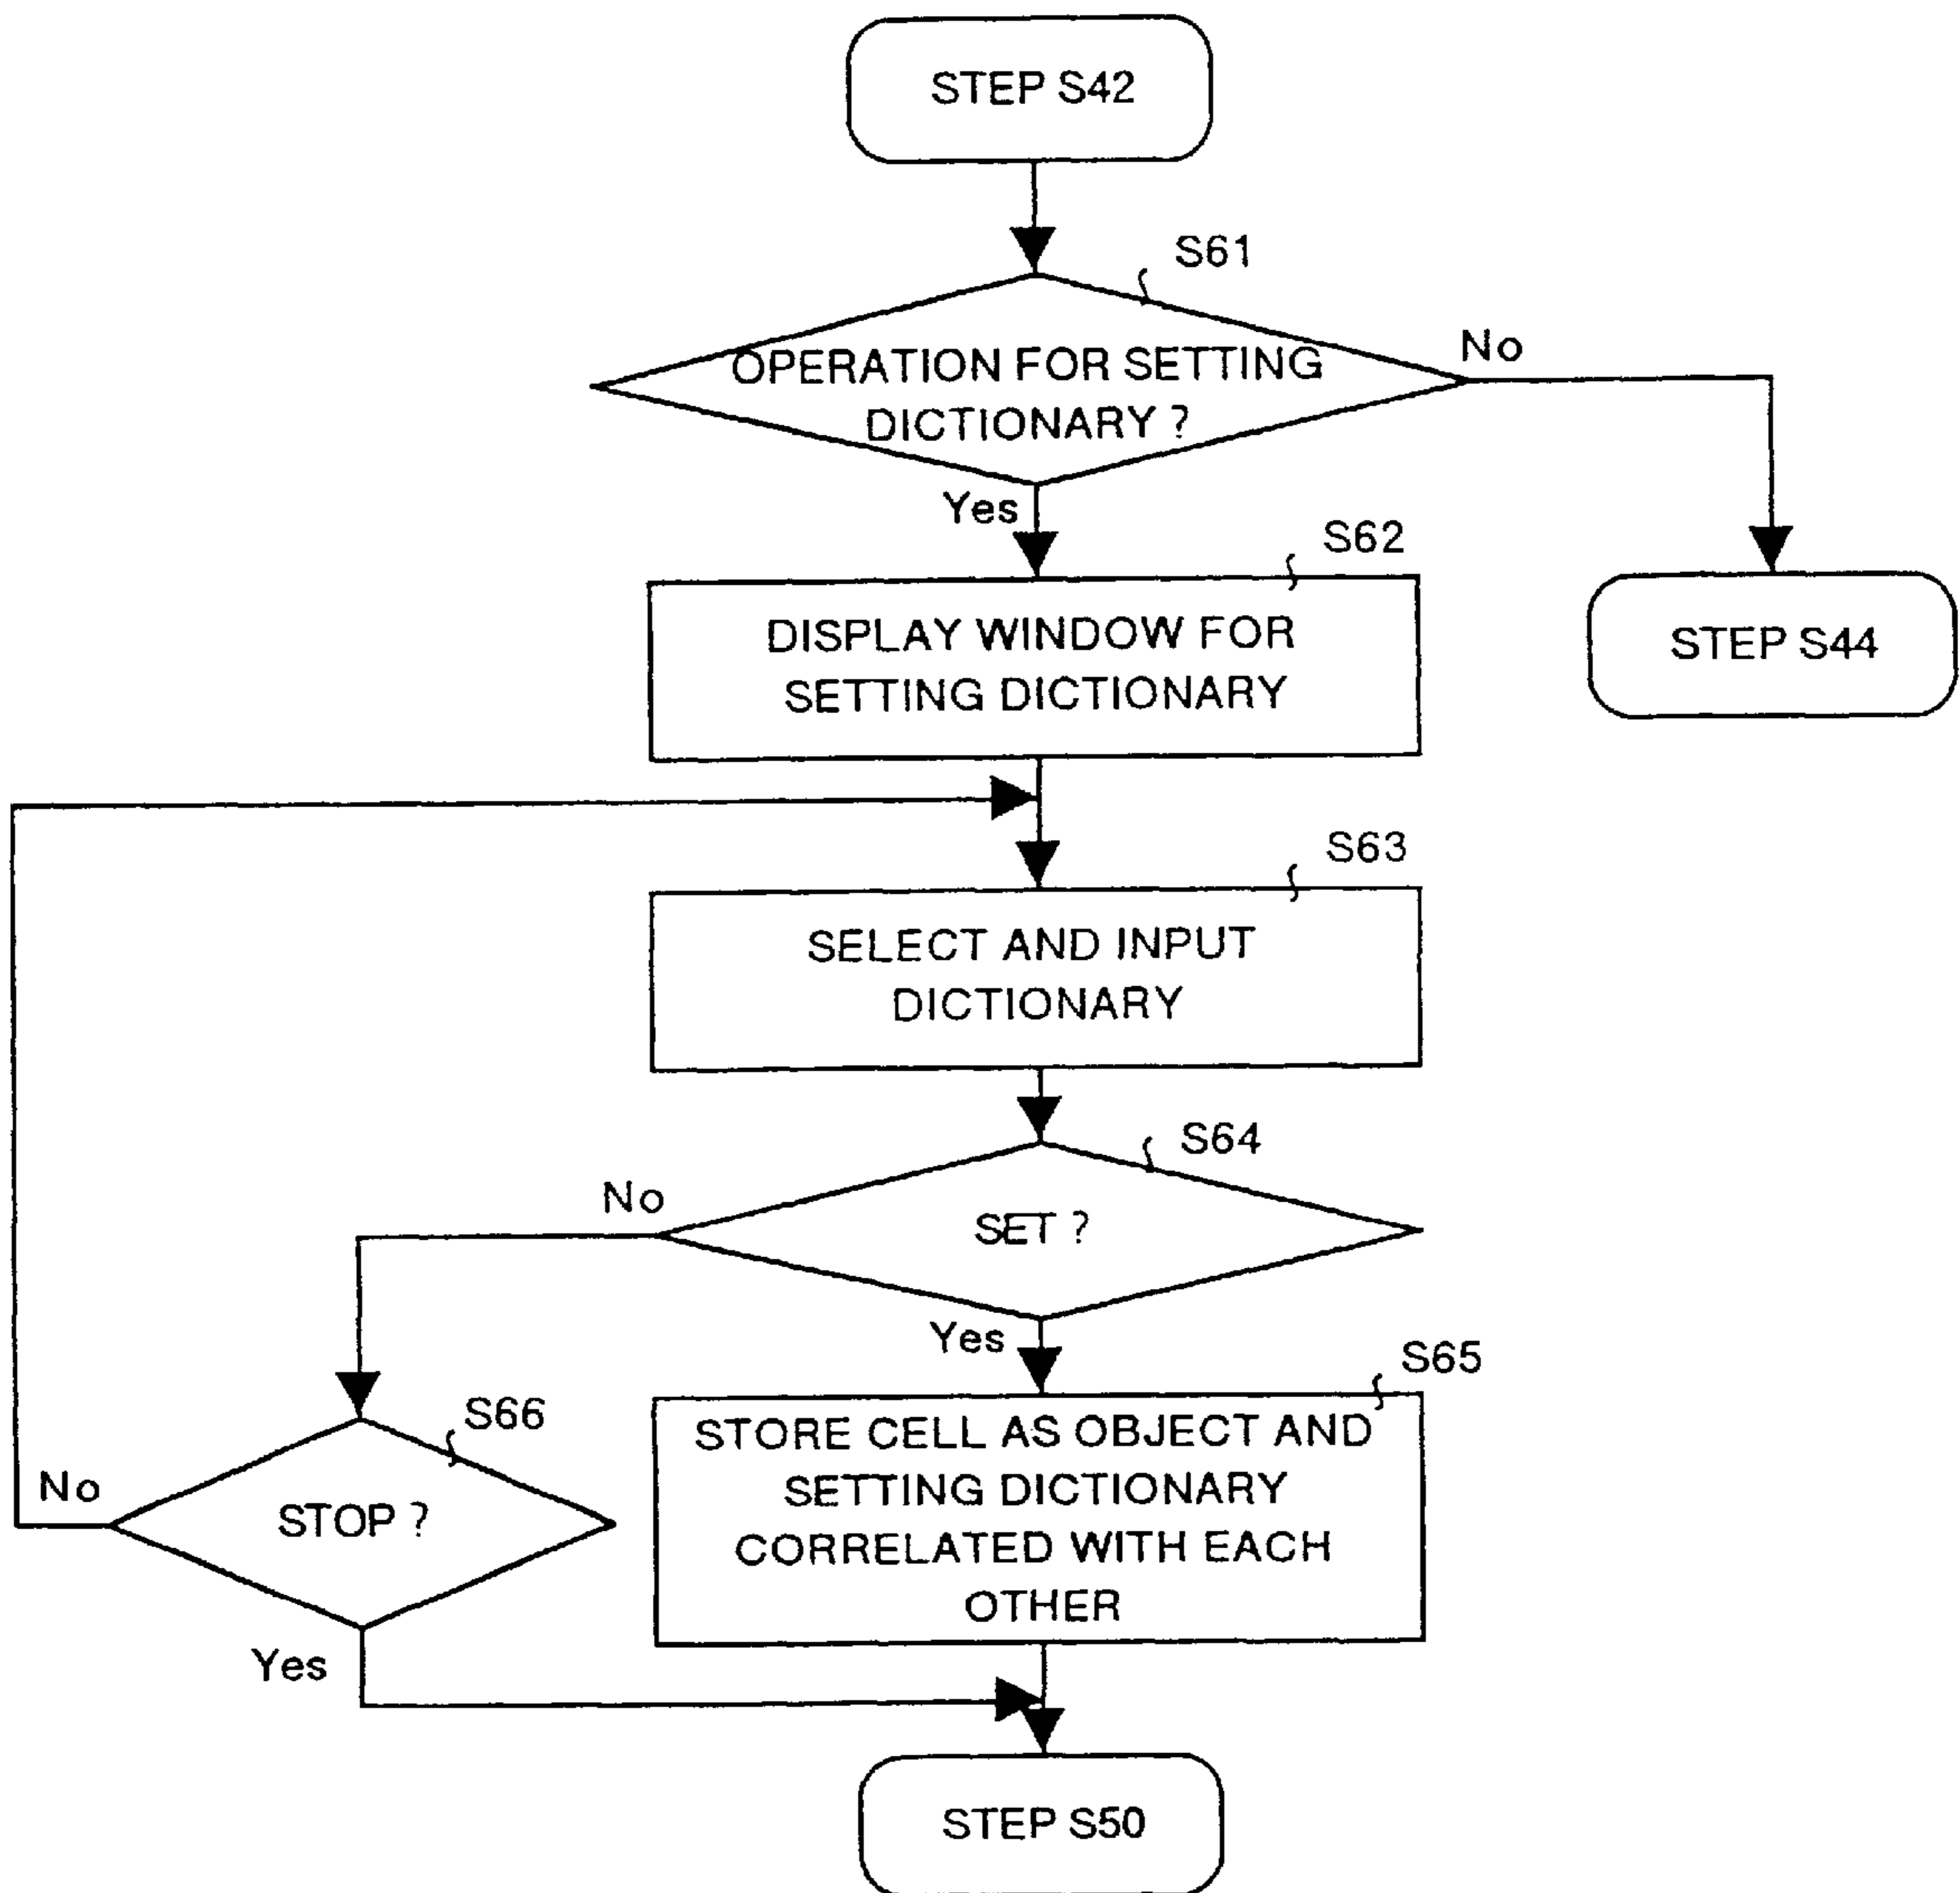 STEP S42
S61
OPERATION FOR SETTING
DICTIONARY ?
No
Yes
S62
DISPLAY WINDOW FOR
SETTING DICTIONARY
STEP S44
S63
SELECT AND INPUT
DICTIONARY
S64
No
SET ?
Yes
S65
S66
STORE CELL AS OBJECT AND
SETTING DICTIONARY
CORRELATED WITH EACH
OTHER
No
STOP ?
Yes
STEP S50